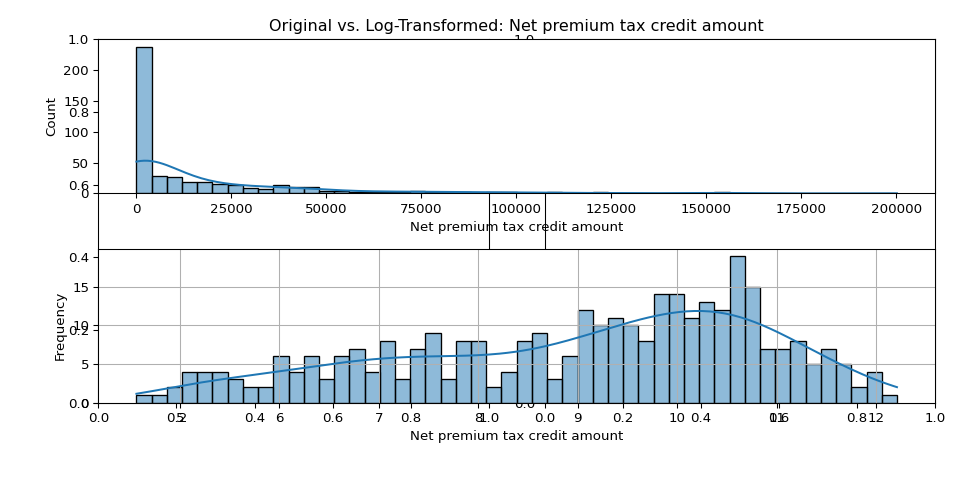 Original vs. Log-Transformed: Net premium tax credit amount
1.0 1.0
200
150
0.8
100
50
0.6
0
Count
0 25000 50000 75000 100000 125000 150000 175000 200000
Net premium tax credit amount
0.4
15
10
0.2
5
0
0.0 0.0
Frequency
0.0 0.2 5 0.4 6 0.6 7 0.8 8 1.0 0.0 9 0.2 10 0.4 11 0.6 0.8 12 1.0
Net premium tax credit amount